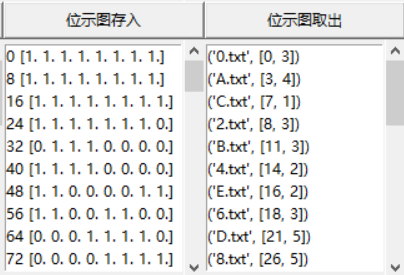 位示图存入
位示图取出
0 [1. 1. 1. 1. 1. 1. 1. 1.]
8 [1. 1. 1. 1. 1. 1. 1. 1.]
16 [1. 1. 1. 1. 1. 1. 1. 1.]
24 [1. 1. 1. 1. 1. 1. 1. 0.]
32 [0. 1. 1. 1. 0. 0. 0. 0.]
40 [1. 1. 1. 1. 0. 0. 0. 0.]
48 [1. 1. 0. 0. 0. 0. 1. 1.]
56 [1. 1. 0. 0. 1. 1. 0. 0.]
64 [0. 0. 0. 1. 1. 1. 1. 0.]
72 [0. 0. 0. 0. 1. 1. 1. 1.]
('0.txt', [0, 3])
('A.txt', [3, 4])
('C.txt', [7, 1])
('2.txt', [8, 3])
('B.txt', [11, 3])
('4.txt', [14, 2])
('E.txt', [16, 2])
('6.txt', [18, 3])
('D.txt', [21, 5])
('8.txt', [26, 5])